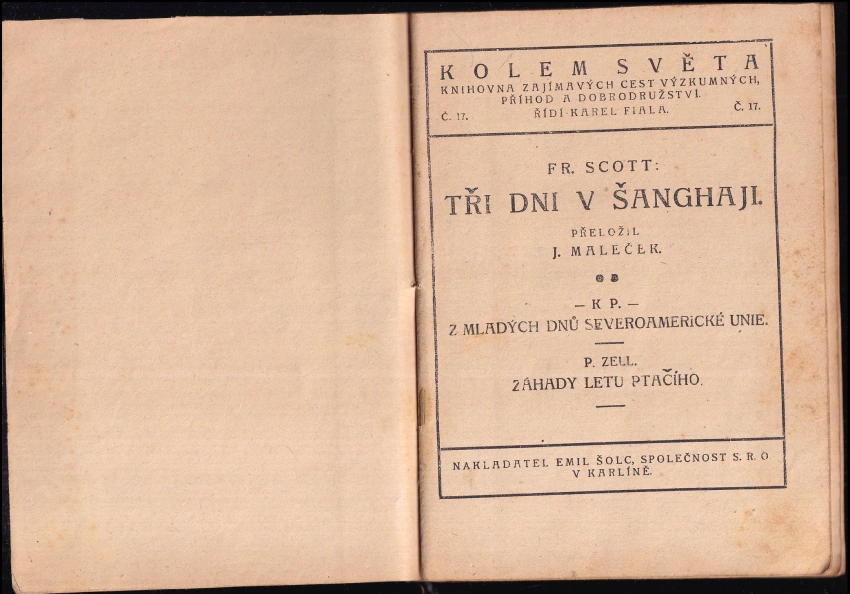 KOLEM SVĚTA
KNIHOVNA ZAJÍMAVÝCH CEST VÝZKUMNÝCH,
PŘÍHOD A DOBRODRUŽSTVÍ.
Č. 17. ŘÍDÍ KAREL FIALA. Č. 17.
FR. SCOTT:
TŘI DNI V ŠANGHAJI.
PŘELOŽIL
J. MALEČEK.
— K P. —
Z MLADÝCH DNŮ SEVEROAMERICKÉ UNIE.
P. ZELL.
ZÁHADY LETU PTAČÍHO.
NAKLADATEL EMIL ŠOLC, SPOLEČNOST S. R. O
V KARLÍNĚ.